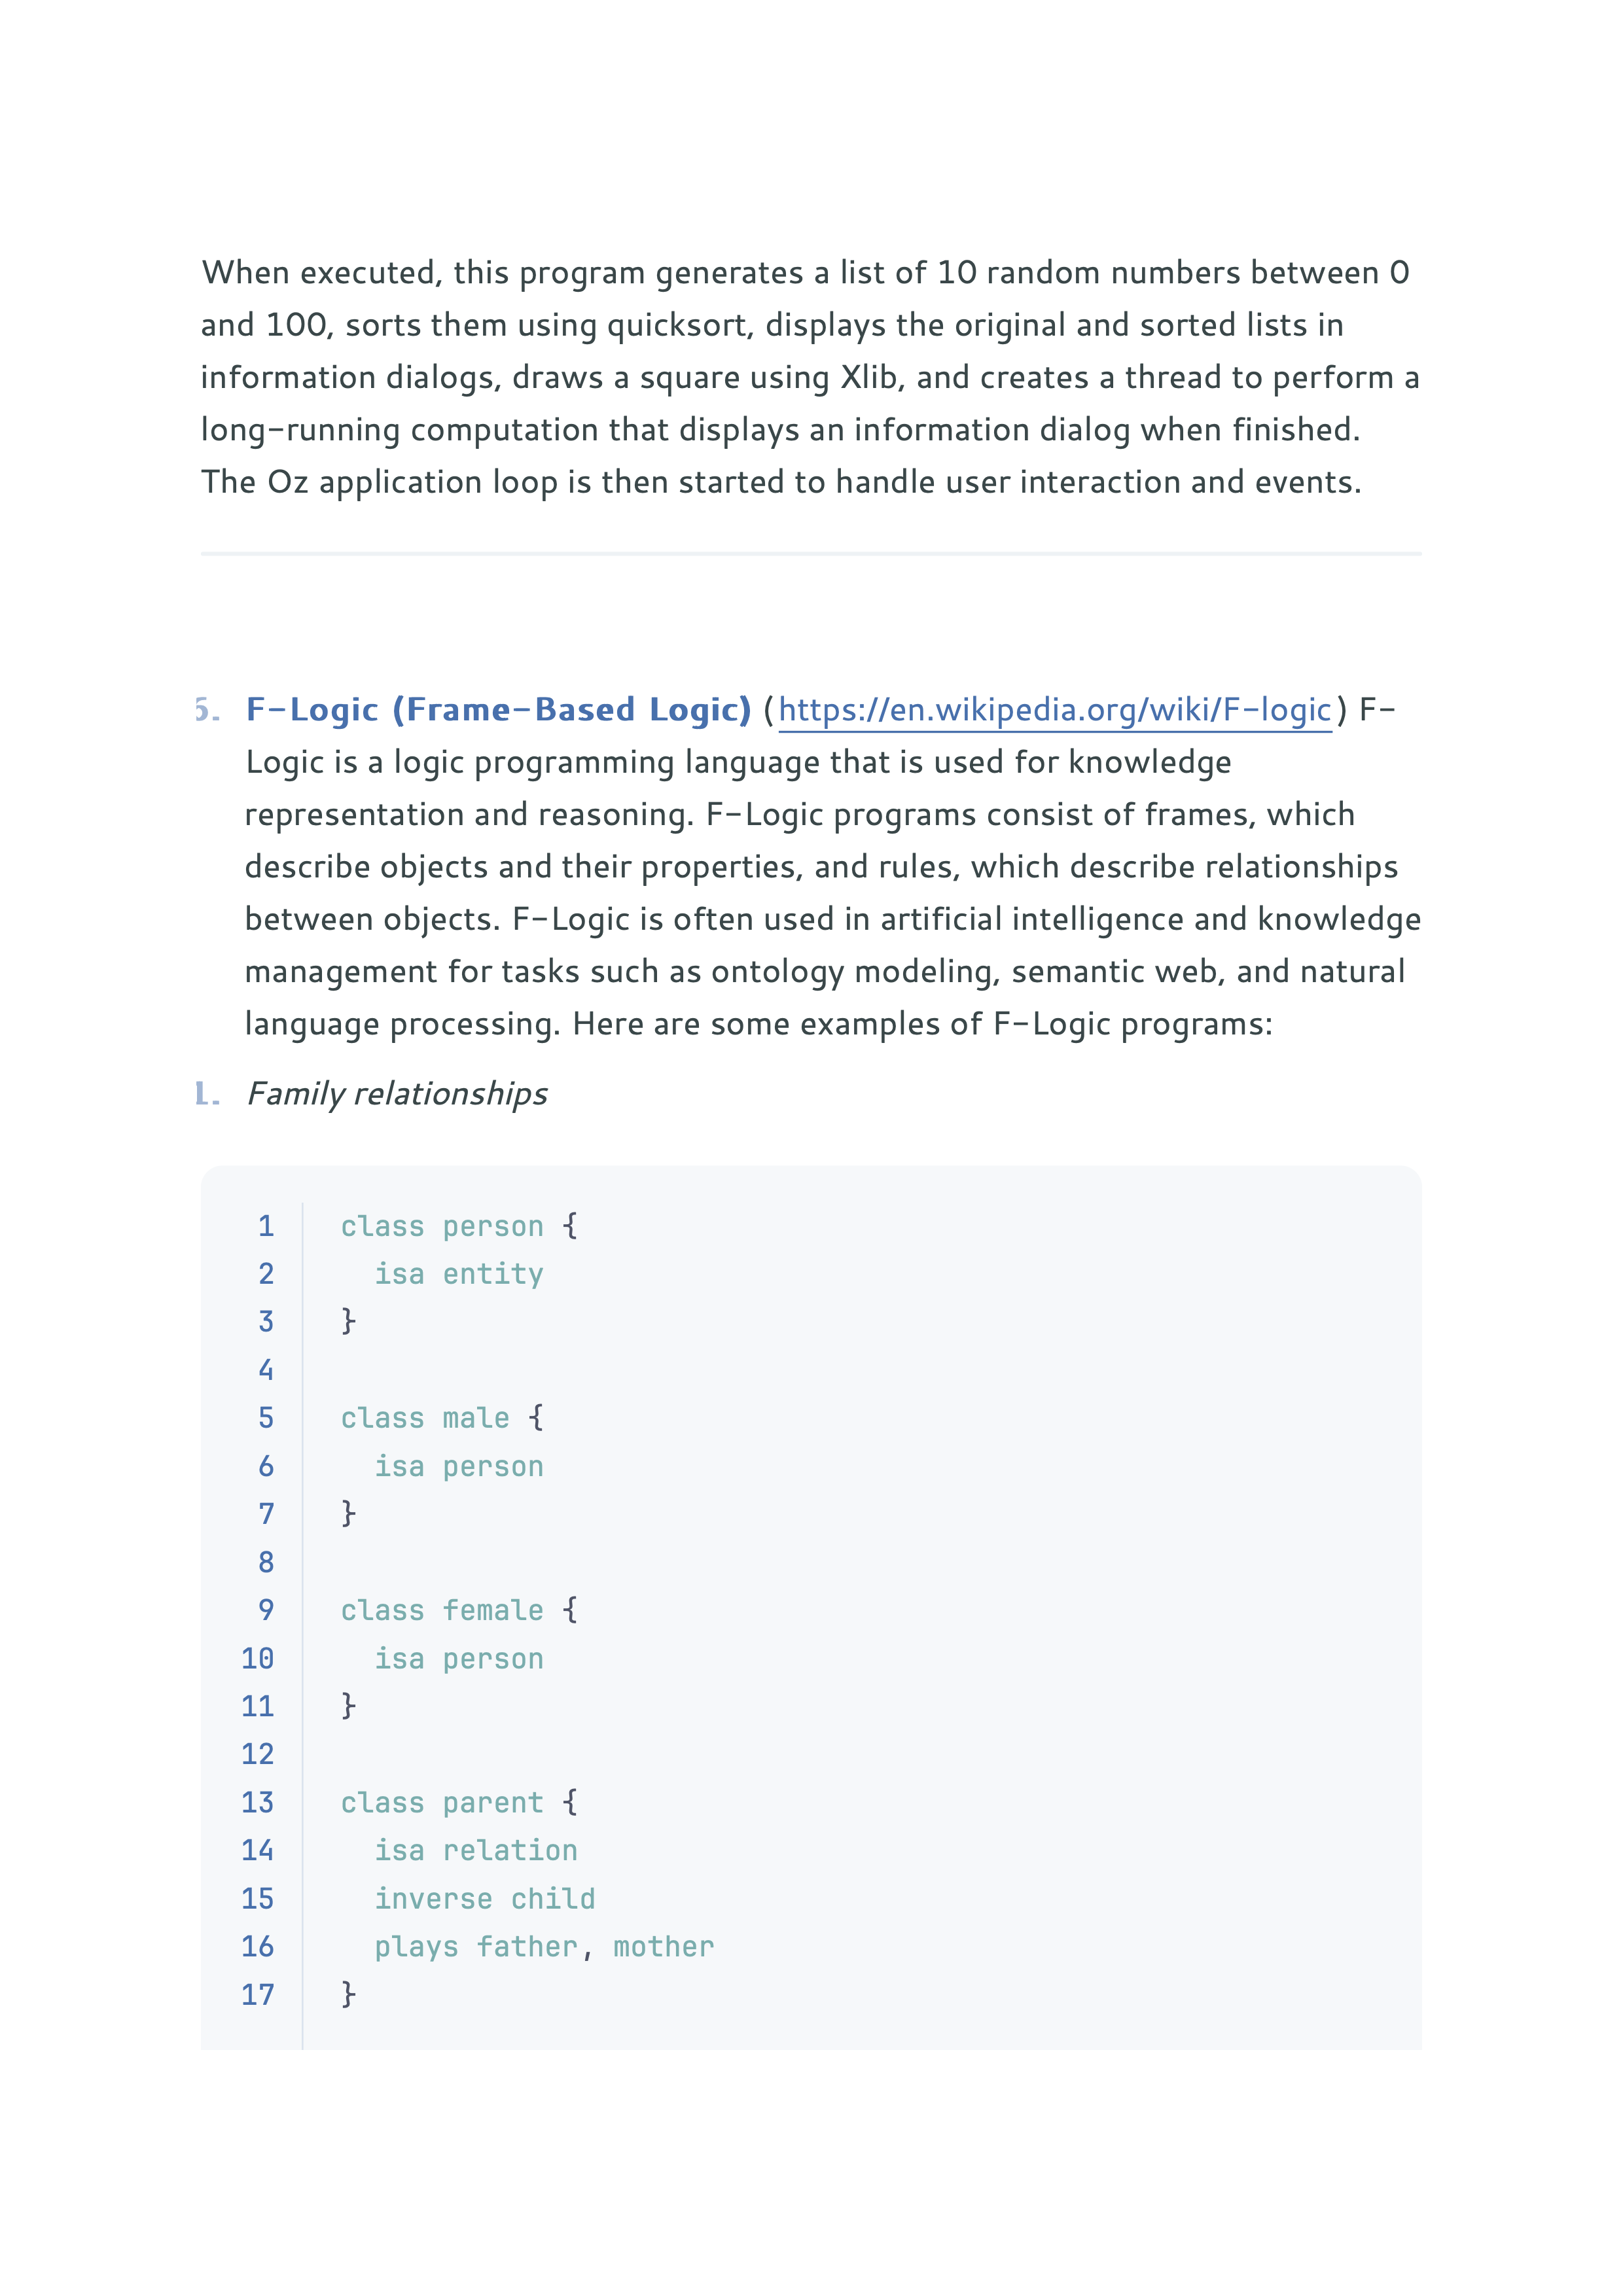 When executed, this program generates a list of 10 random numbers between 0
and 100, sorts them using quicksort, displays the original and sorted lists in
information dialogs, draws a square using Xlib, and creates a thread to perform a
long-running computation that displays an information dialog when finished.
The Oz application loop is then started to handle user interaction and events.
F-Logic (Frame-Based Logic) (https://en.wikipedia.org/wiki/F-logic) F-
Logic is a logic programming language that is used for knowledge
representation and reasoning. F-Logic programs consist of frames, which
describe objects and their properties, and rules, which describe relationships
between objects. F-Logic is often used in artificial intelligence and knowledge
management for tasks such as ontology modeling, semantic web, and natural
language processing. Here are some examples of F-Logic programs:
1. Family relationships
1 class person {
2   isa entity
3 }
4
5 class male {
6   isa person
7 }
8
9 class female {
10   isa person
11 }
12
13 class parent {
14   isa relation
15   inverse child
16   plays father, mother
17 }